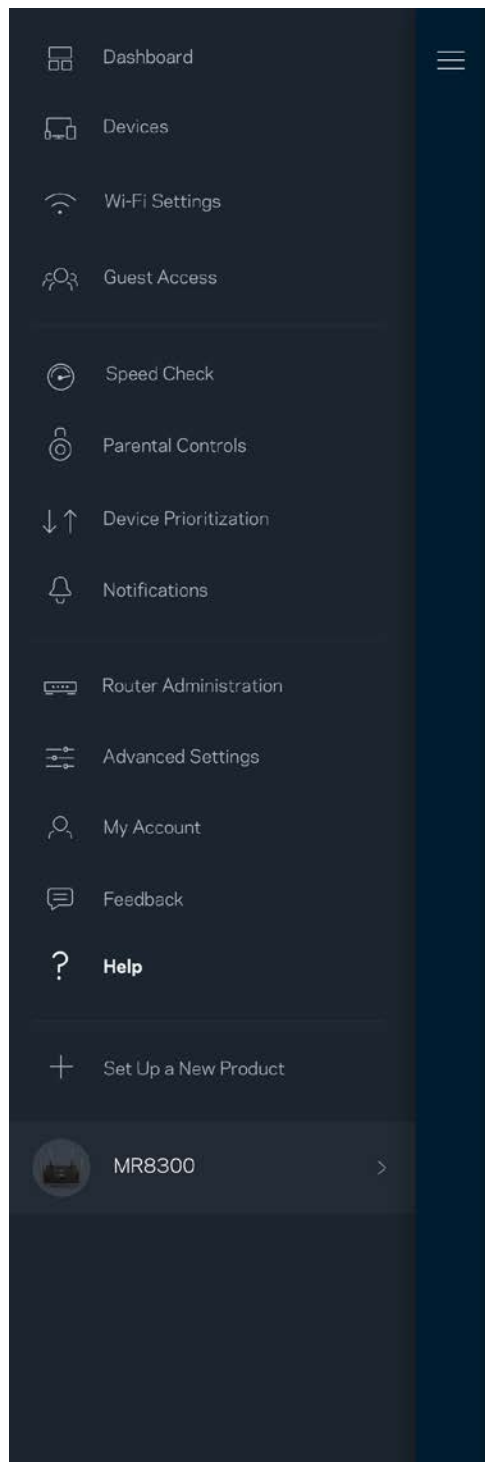 Dashboard
Devices
Wi-Fi Settings
Guest Access
Speed Check
Parental Controls
Device Prioritization
Notifications
Router Administration
Advanced Settings
My Account
Feedback
? Help
Set Up a New Product
MR8300